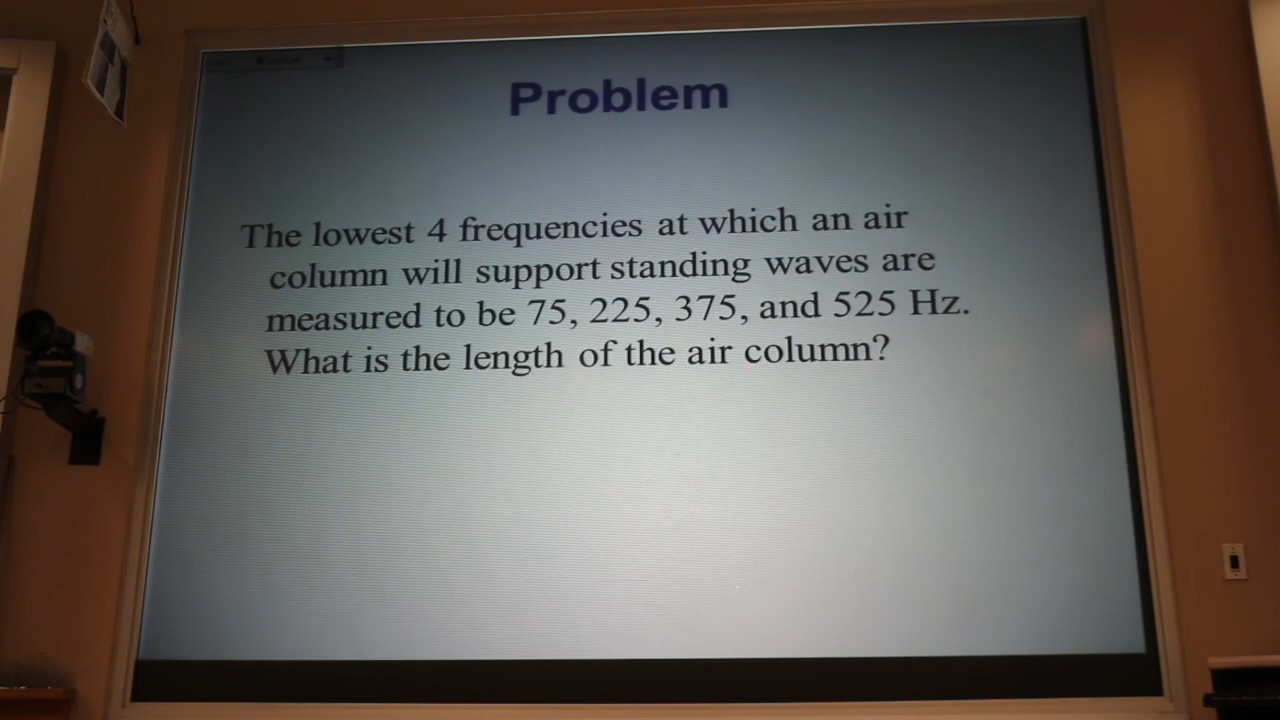 Problem
The lowest 4 frequencies at which an air
column will support standing waves are
measured to be 75, 225, 375, and 525 Hz.
What is the length of the air column?